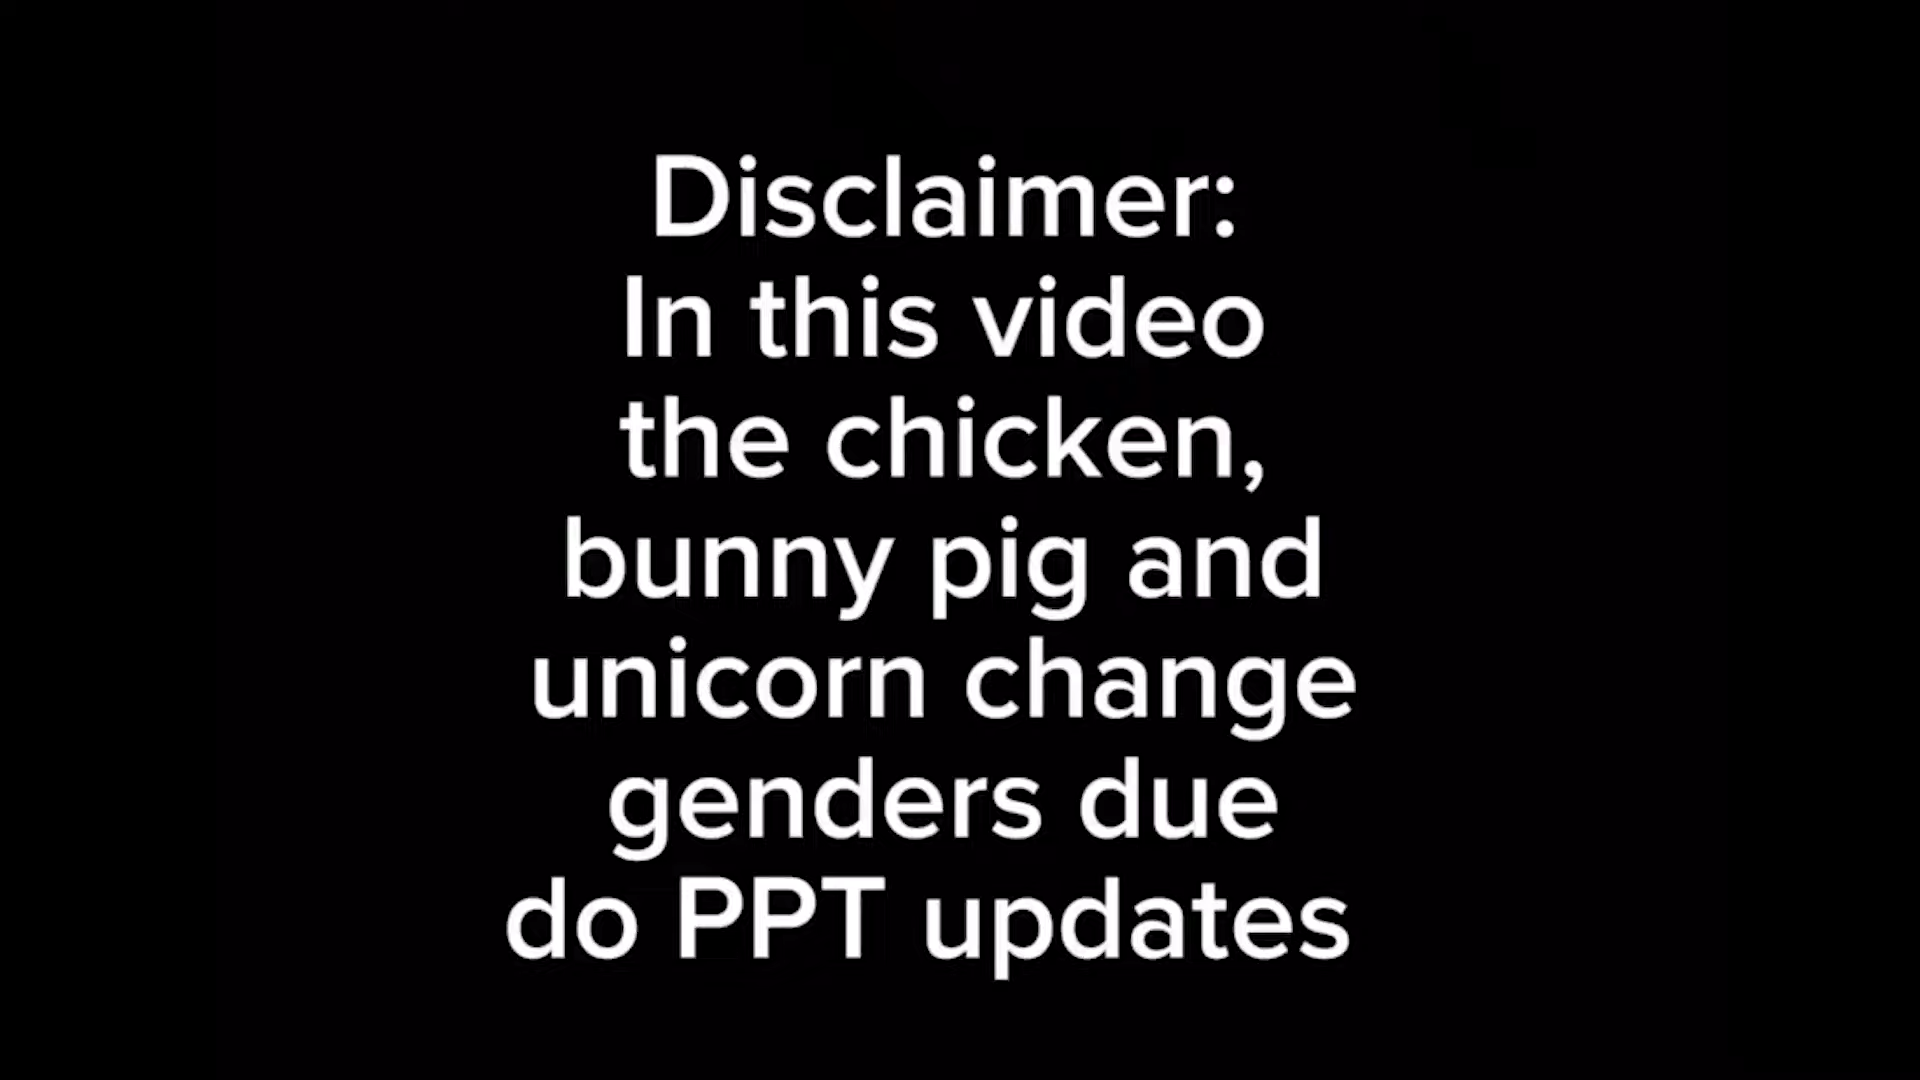 Disclaimer:
In this video
the chicken,
bunny pig and
unicorn change
genders due
do PPT updates